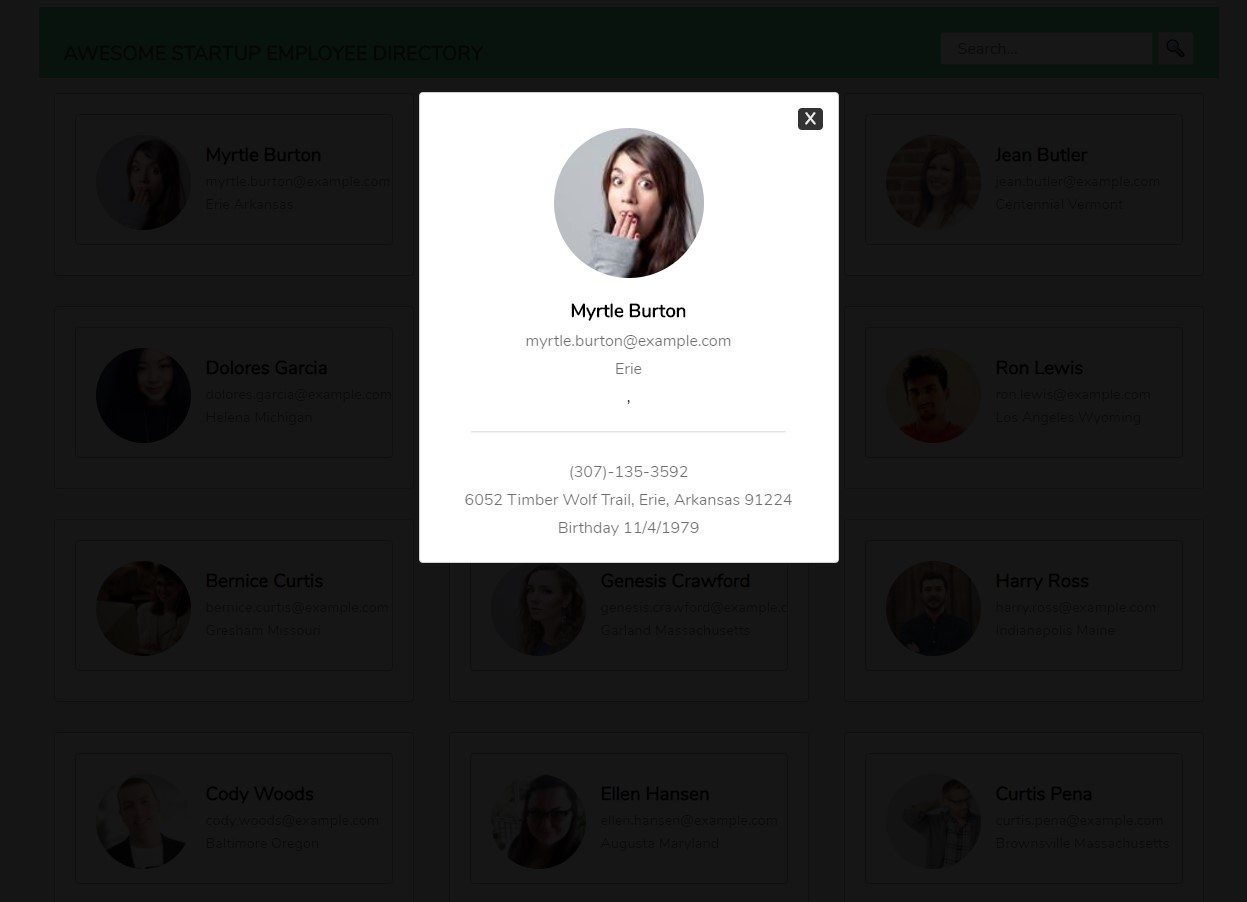 AWESOME STARTUP EMPLOYEE DIRECTORY
Search...
X
Myrtle Burton
myrtle.burton@example.com
Erie
,
(307)-135-3592
6052 Timber Wolf Trail, Erie, Arkansas 91224
Birthday 11/4/1979
Myrtle Burton
myrtle.burton@example.com
Erie Arkansas
Jean Butler
jean.butler@example.com
Centennial Vermont
Dolores Garcia
dolores.garcia@example.com
Helena Michigan
Ron Lewis
ron.lewis@example.com
Los Angeles Wyoming
Bernice Curtis
bernice.curtis@example.com
Gresham Missouri
Genesis Crawford
genesis.crawford@example.c
Garland Massachusetts
Harry Ross
harry.ross@example.com
Indianapolis Maine
Cody Woods
cody.woods@example.com
Baltimore Oregon
Ellen Hansen
ellen.hansen@example.com
Augusta Maryland
Curtis Pena
curtis.pena@example.com
Brownsville Massachusetts